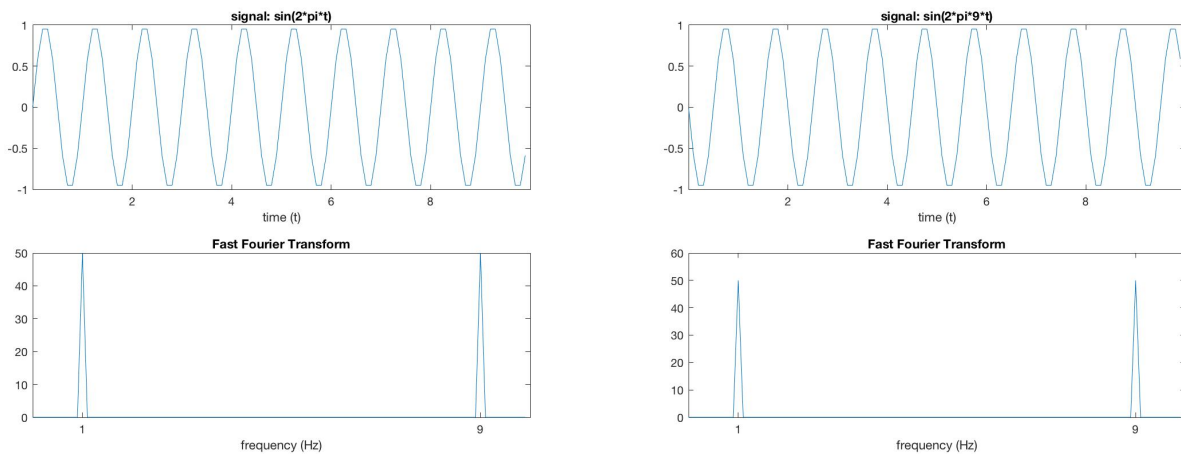 signal: sin(2*pi*t)
1
0.5
0
-0.5
-1
2 4 6 8
time (t)
Fast Fourier Transform
50
40
30
20
10
0
1 9
frequency (Hz)
signal: sin(2*pi*9*t)
1
0.5
0
-0.5
-1
2 4 6 8
time (t)
Fast Fourier Transform
60
50
40
30
20
10
0
1 9
frequency (Hz)